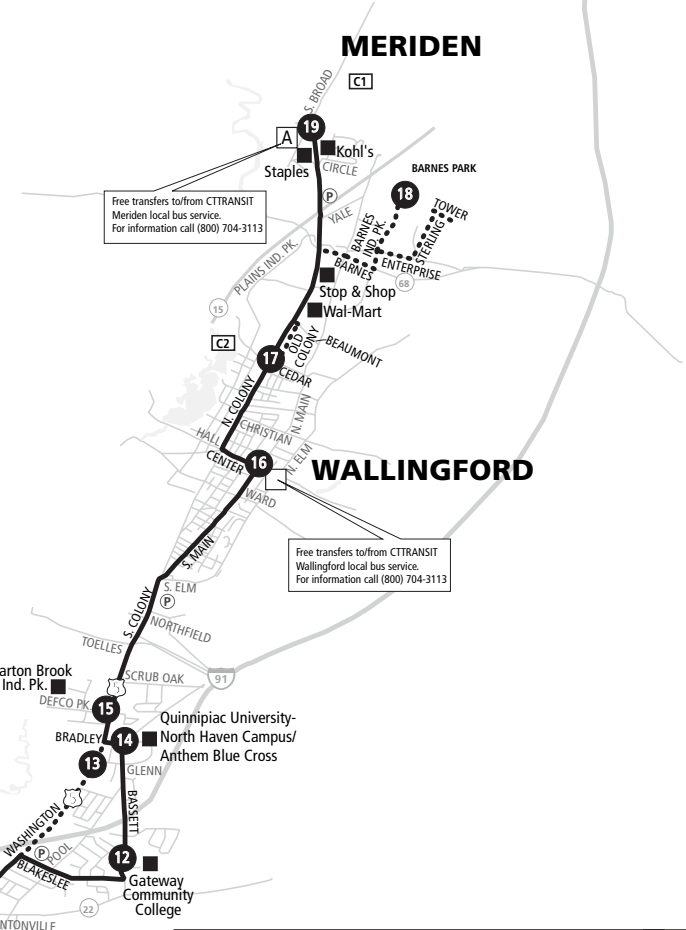 MERIDEN
C1
S. BROAD
19
A
Kohl's
Staples
CIRCLE
BARNES PARK
18
P
YALE
TOWER
Free transfers to/from CTTRANSIT
Meriden local bus service.
For information call (800) 704-3113
BARNES
IND. PK.
STERLING
BARNES
ENTERPRISE
68
PLAINS IND. PK.
Stop & Shop
Wal-Mart
15
C2
OLD
COLONY
BEAUMONT
17
CEDAR
N. COLONY
N. MAIN
CHRISTIAN
HALL
CENTER
16
N. ELM
WALLINGFORD
WARD
S. MAIN
Free transfers to/from CTTRANSIT
Wallingford local bus service.
For information call (800) 704-3113
S. ELM
P
S. COLONY
NORTHFIELD
TOELLES
arton Brook
Ind. Pk.
5
SCRUB OAK
91
DEFCO PK.
15
Quinnipiac University-
North Haven Campus/
Anthem Blue Cross
BRADLEY
14
13
GLENN
5
BASSETT
WASHINGTON
P
POOL
12
BLAKESLEE
Gateway
Community
College
22
NTONVILLE